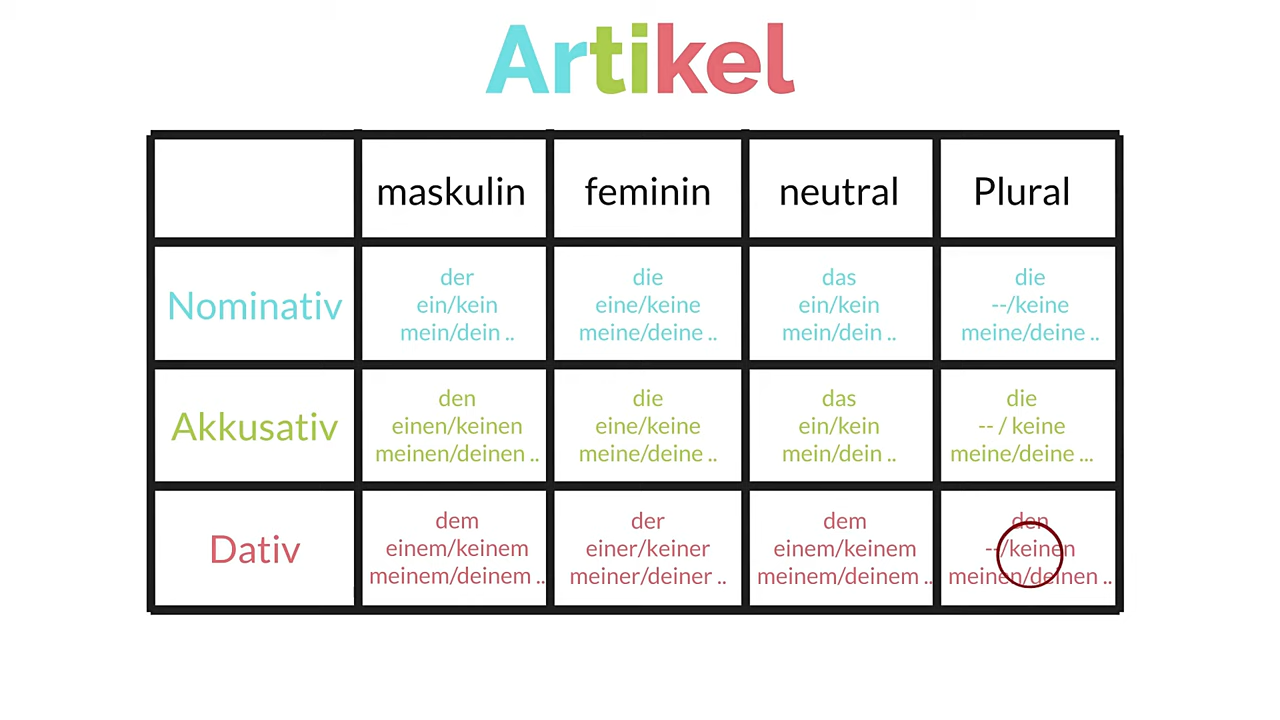 Artikel
maskulin feminin neutral Plural
Nominativ
der
ein/kein
mein/dein ..
die
eine/keine
meine/deine ..
das
ein/kein
mein/dein ..
die
--/keine
meine/deine ..
Akkusativ
den
einen/keinen
meinen/deinen ..
die
eine/keine
meine/deine ..
das
ein/kein
mein/dein ..
die
-- / keine
meine/deine ...
Dativ
dem
einem/keinem
meinem/deinem ..
der
einer/keiner
meiner/deiner ..
dem
einem/keinem
meinem/deinem ..
den
--/keinen
meinen/deinen ..